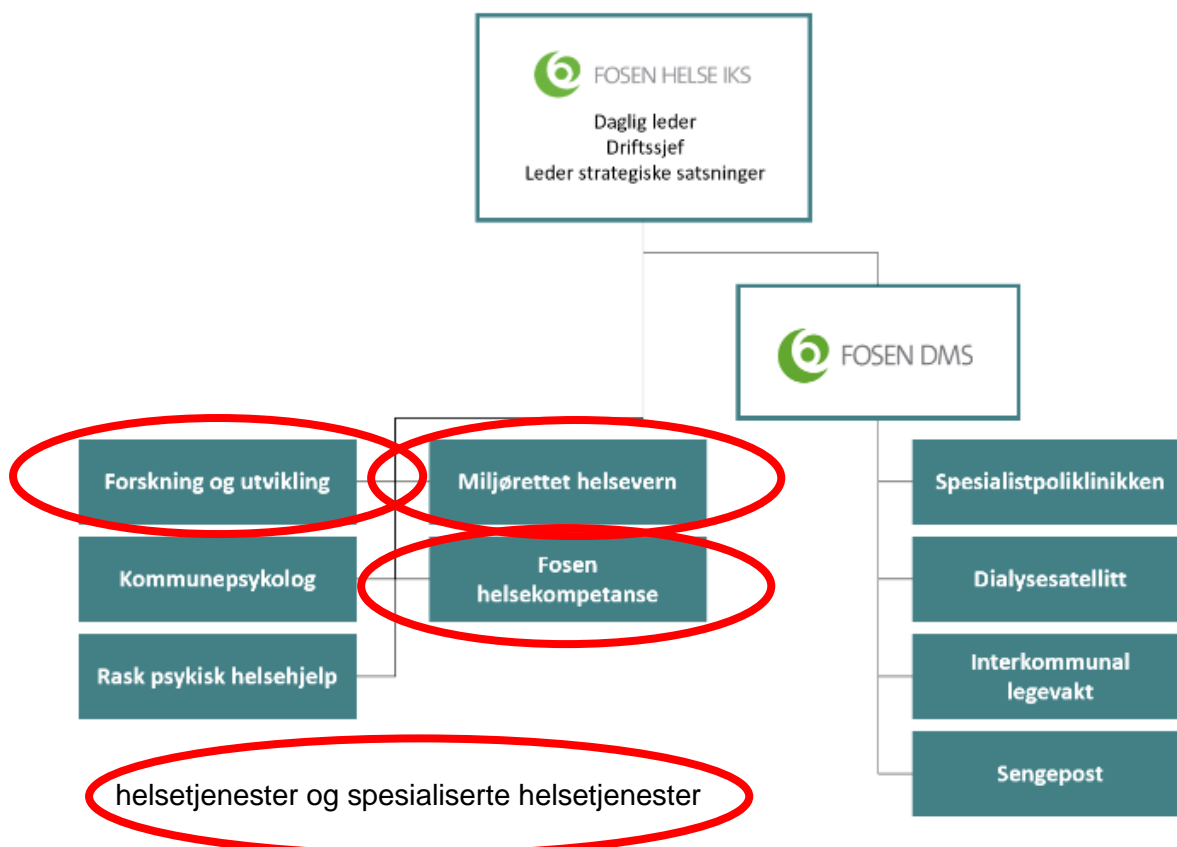 FOSEN HELSE IKS
Daglig leder
Driftssjef
Leder strategiske satsninger
FOSEN DMS
Forskning og utvikling
Miljørettet helsevern
Spesialistpoliklinikken
Kommunepsykolog
Fosen
helsekompetanse
Dialysesatellitt
Rask psykisk helsehjelp
Interkommunal
legevakt
Sengepost
helsetjenester og spesialiserte helsetjenester